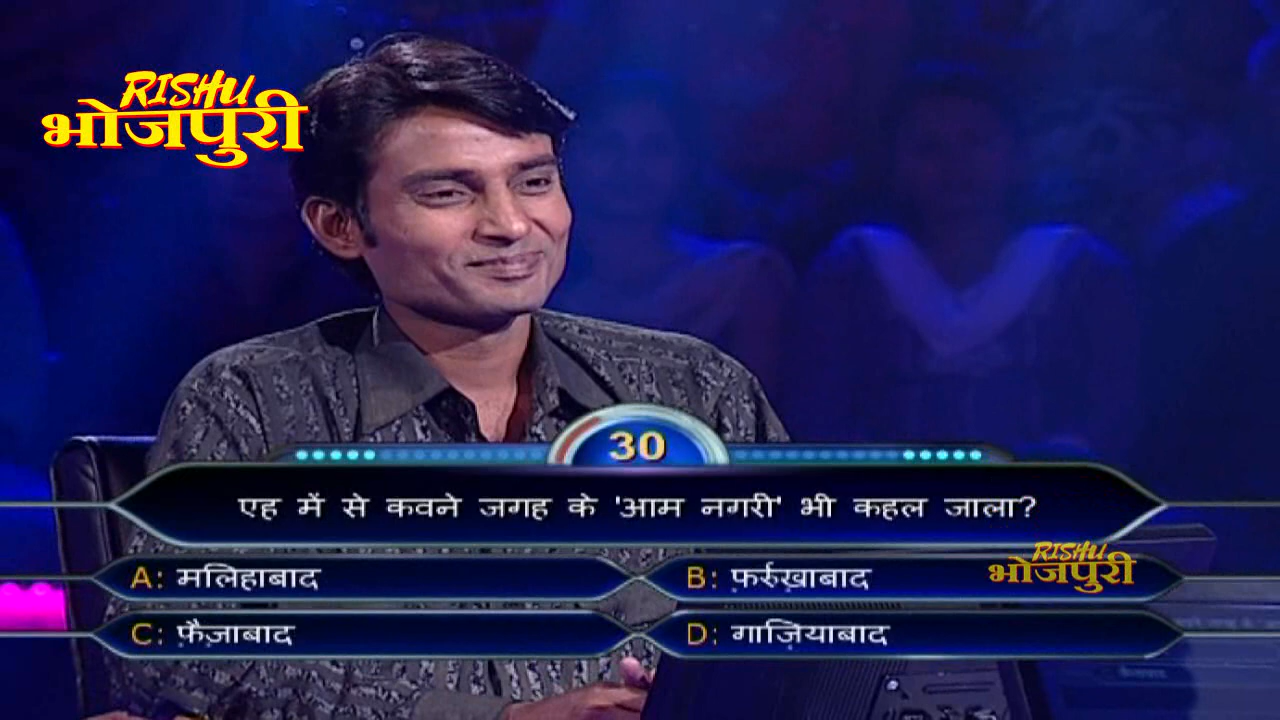 RISHU
भोजपुरी
30
एह में से कवने जगह के 'आम नगरी' भी कहल जाला?
A: मलिहाबाद
B: फ़र्रुख़ाबाद
RISHU
भोजपुरी
C: फ़ैज़ाबाद
D: गाज़ियाबाद